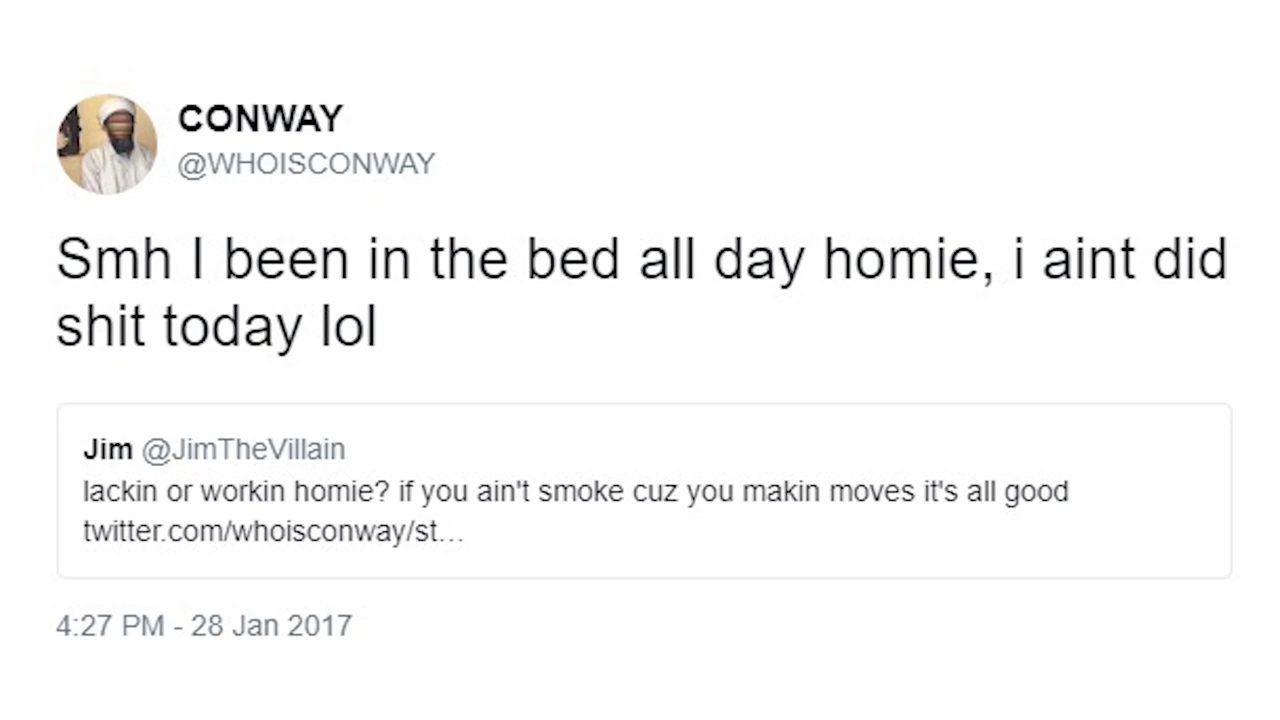 CONWAY
@WHOISCONWAY
Smh I been in the bed all day homie, i aint did
shit today lol
Jim @JimTheVillain
lackin or workin homie? if you ain't smoke cuz you makin moves it's all good
twitter.com/whoisconway/st…
4:27 PM - 28 Jan 2017